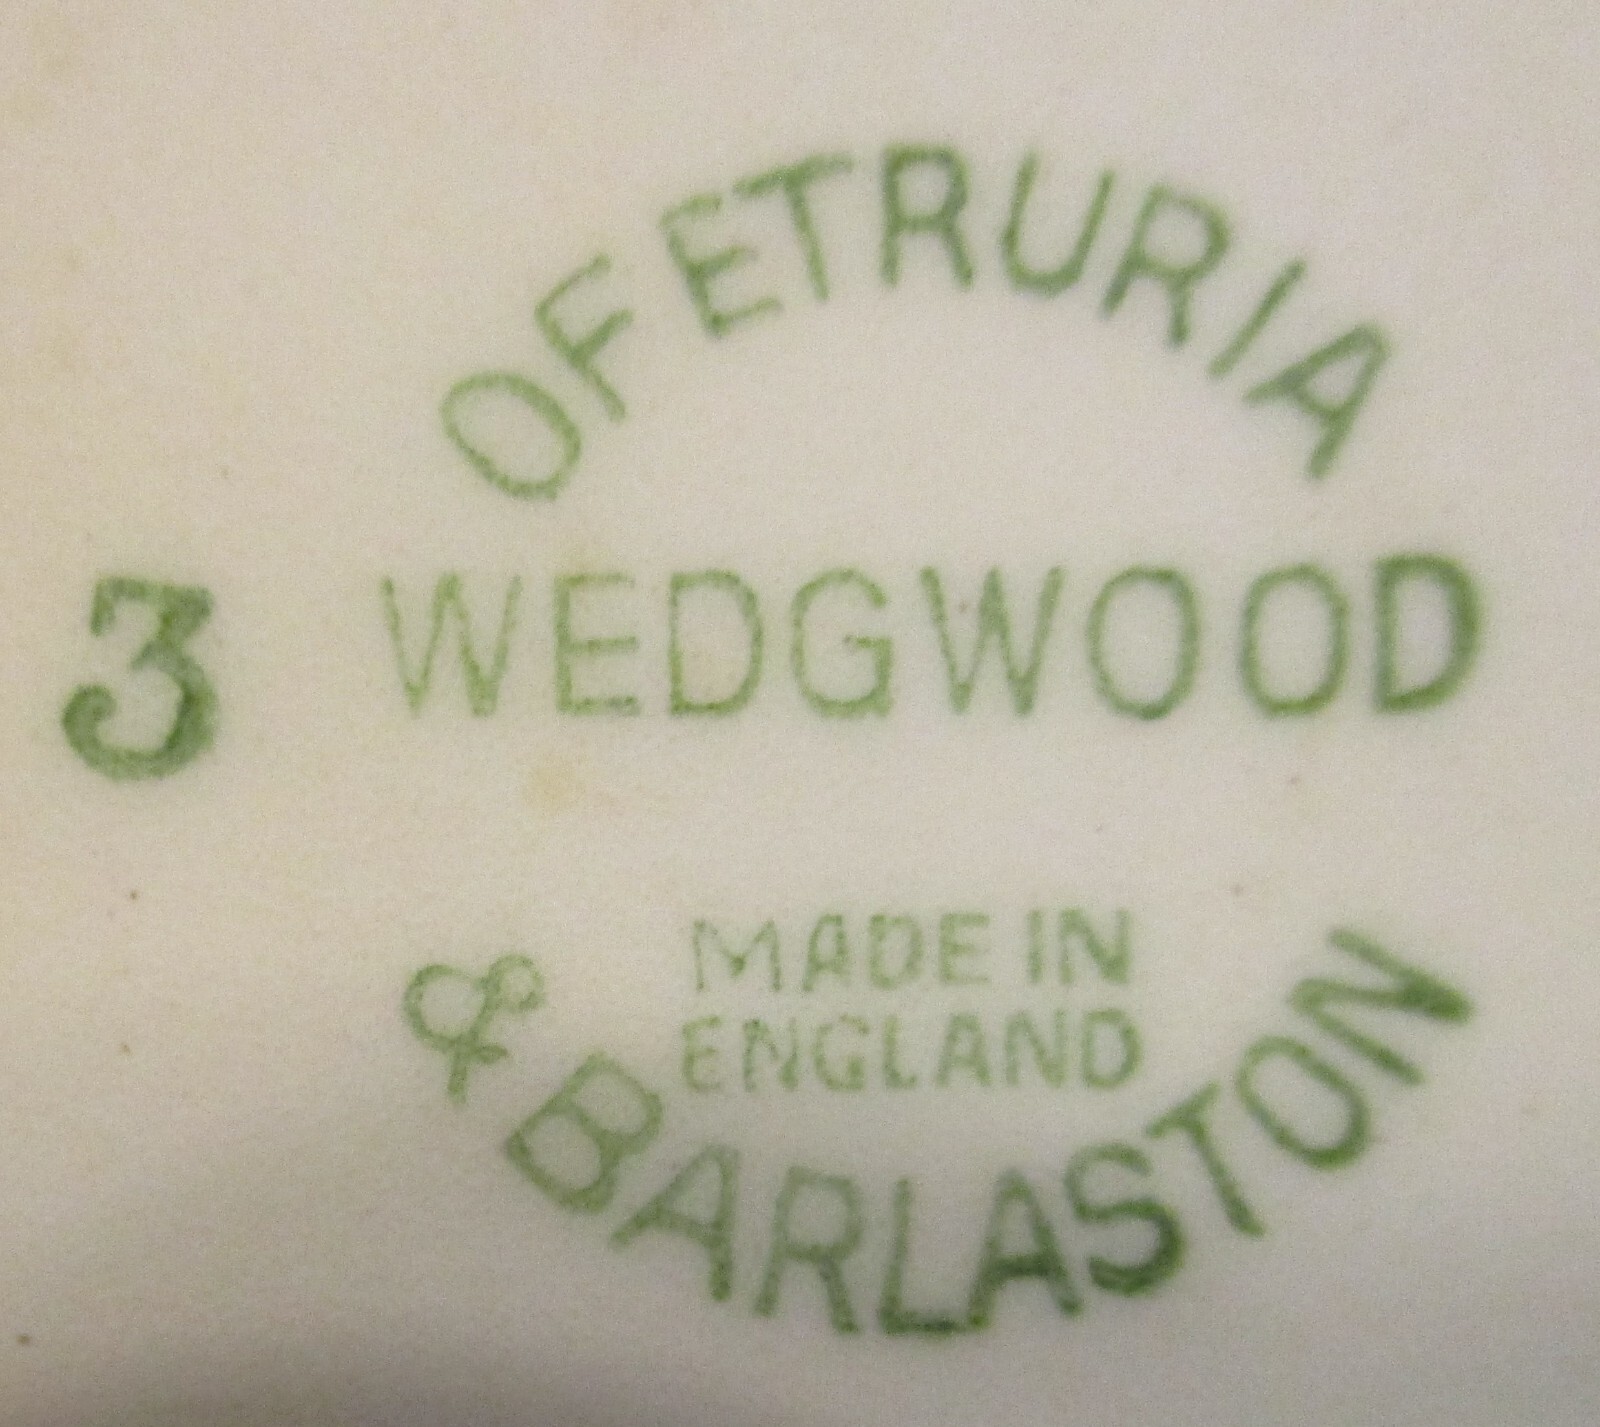 OF ETRURIA
3 WEDGWOOD
MADE IN
ENGLAND
& BARLASTON